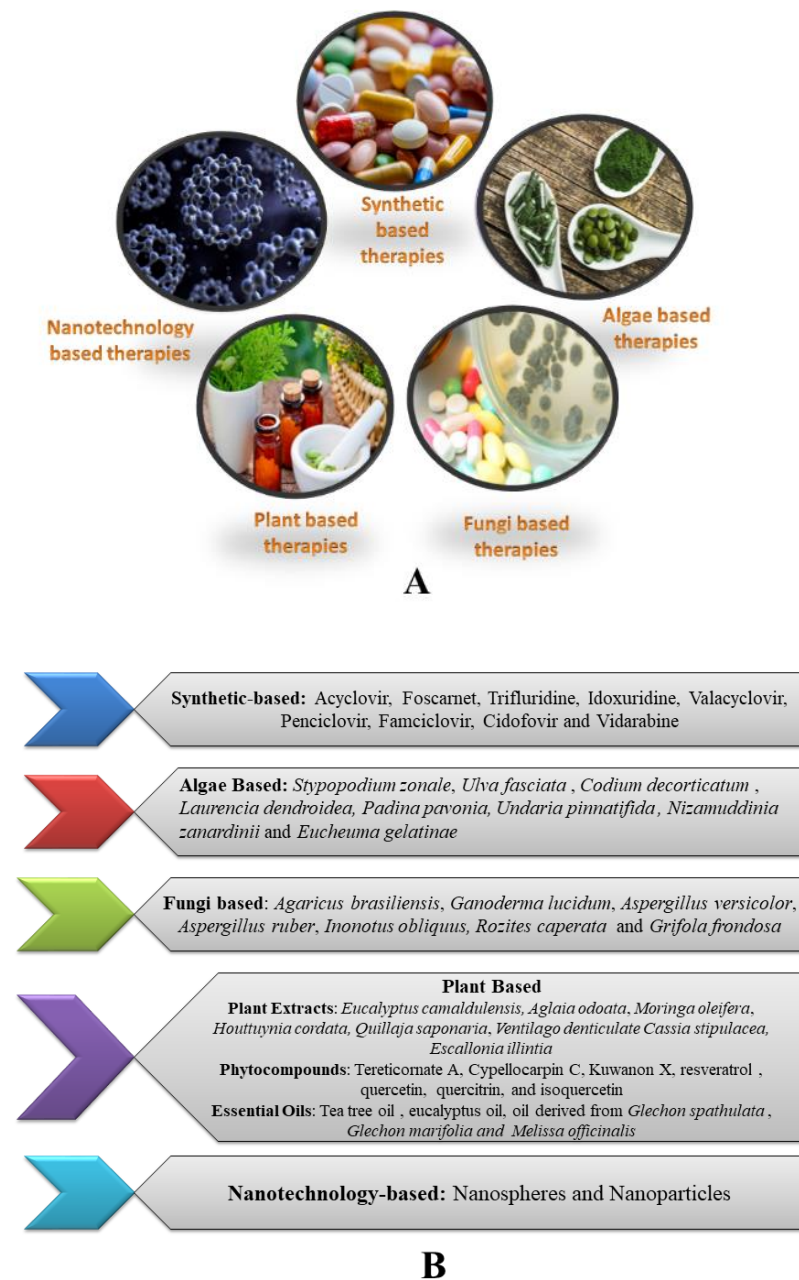 Synthetic
based
therapies
Algae based
therapies
Nanotechnology
based therapies
Plant based
therapies
Fungi based
therapies
A
Synthetic-based: Acyclovir, Foscarnet, Trifluridine, Idoxuridine, Valacyclovir,
Penciclovir, Famciclovir, Cidofovir and Vidarabine
Algae Based: Stypopodium zonale, Ulva fasciata , Codium decorticatum ,
Laurencia dendroidea, Padina pavonia, Undaria pinnatifida , Nizamuddinia
zanardinii and Eucheuma gelatinae
Fungi based: Agaricus brasiliensis, Ganoderma lucidum, Aspergillus versicolor,
Aspergillus ruber, Inonotus obliquus, Rozites caperata and Grifola frondosa
Plant Based
Plant Extracts: Eucalyptus camaldulensis, Aglaia odoata, Moringa oleifera,
Houttuynia cordata, Quillaja saponaria, Ventilago denticulate Cassia stipulacea,
Escallonia illintia
Phytocompounds: Tereticornate A, Cypellocarpin C, Kuwanon X, resveratrol ,
quercetin, quercitrin, and isoquercetin
Essential Oils: Tea tree oil , eucalyptus oil, oil derived from Glechon spathulata ,
Glechon marifolia and Melissa officinalis
Nanotechnology-based: Nanospheres and Nanoparticles
B